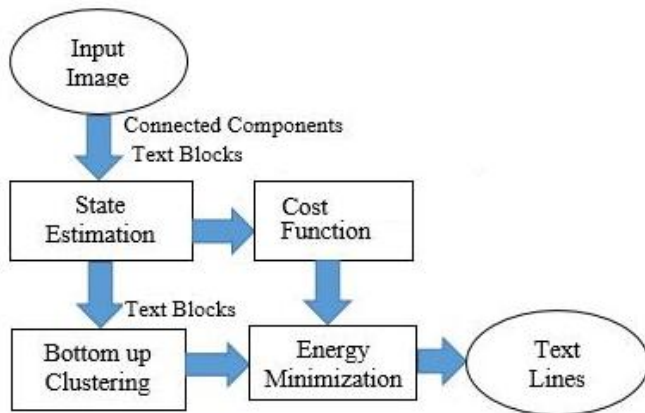 Input
Image
Connected Components
Text Blocks
State
Estimation
Cost
Function
Text Blocks
Bottom up
Clustering
Energy
Minimization
Text
Lines